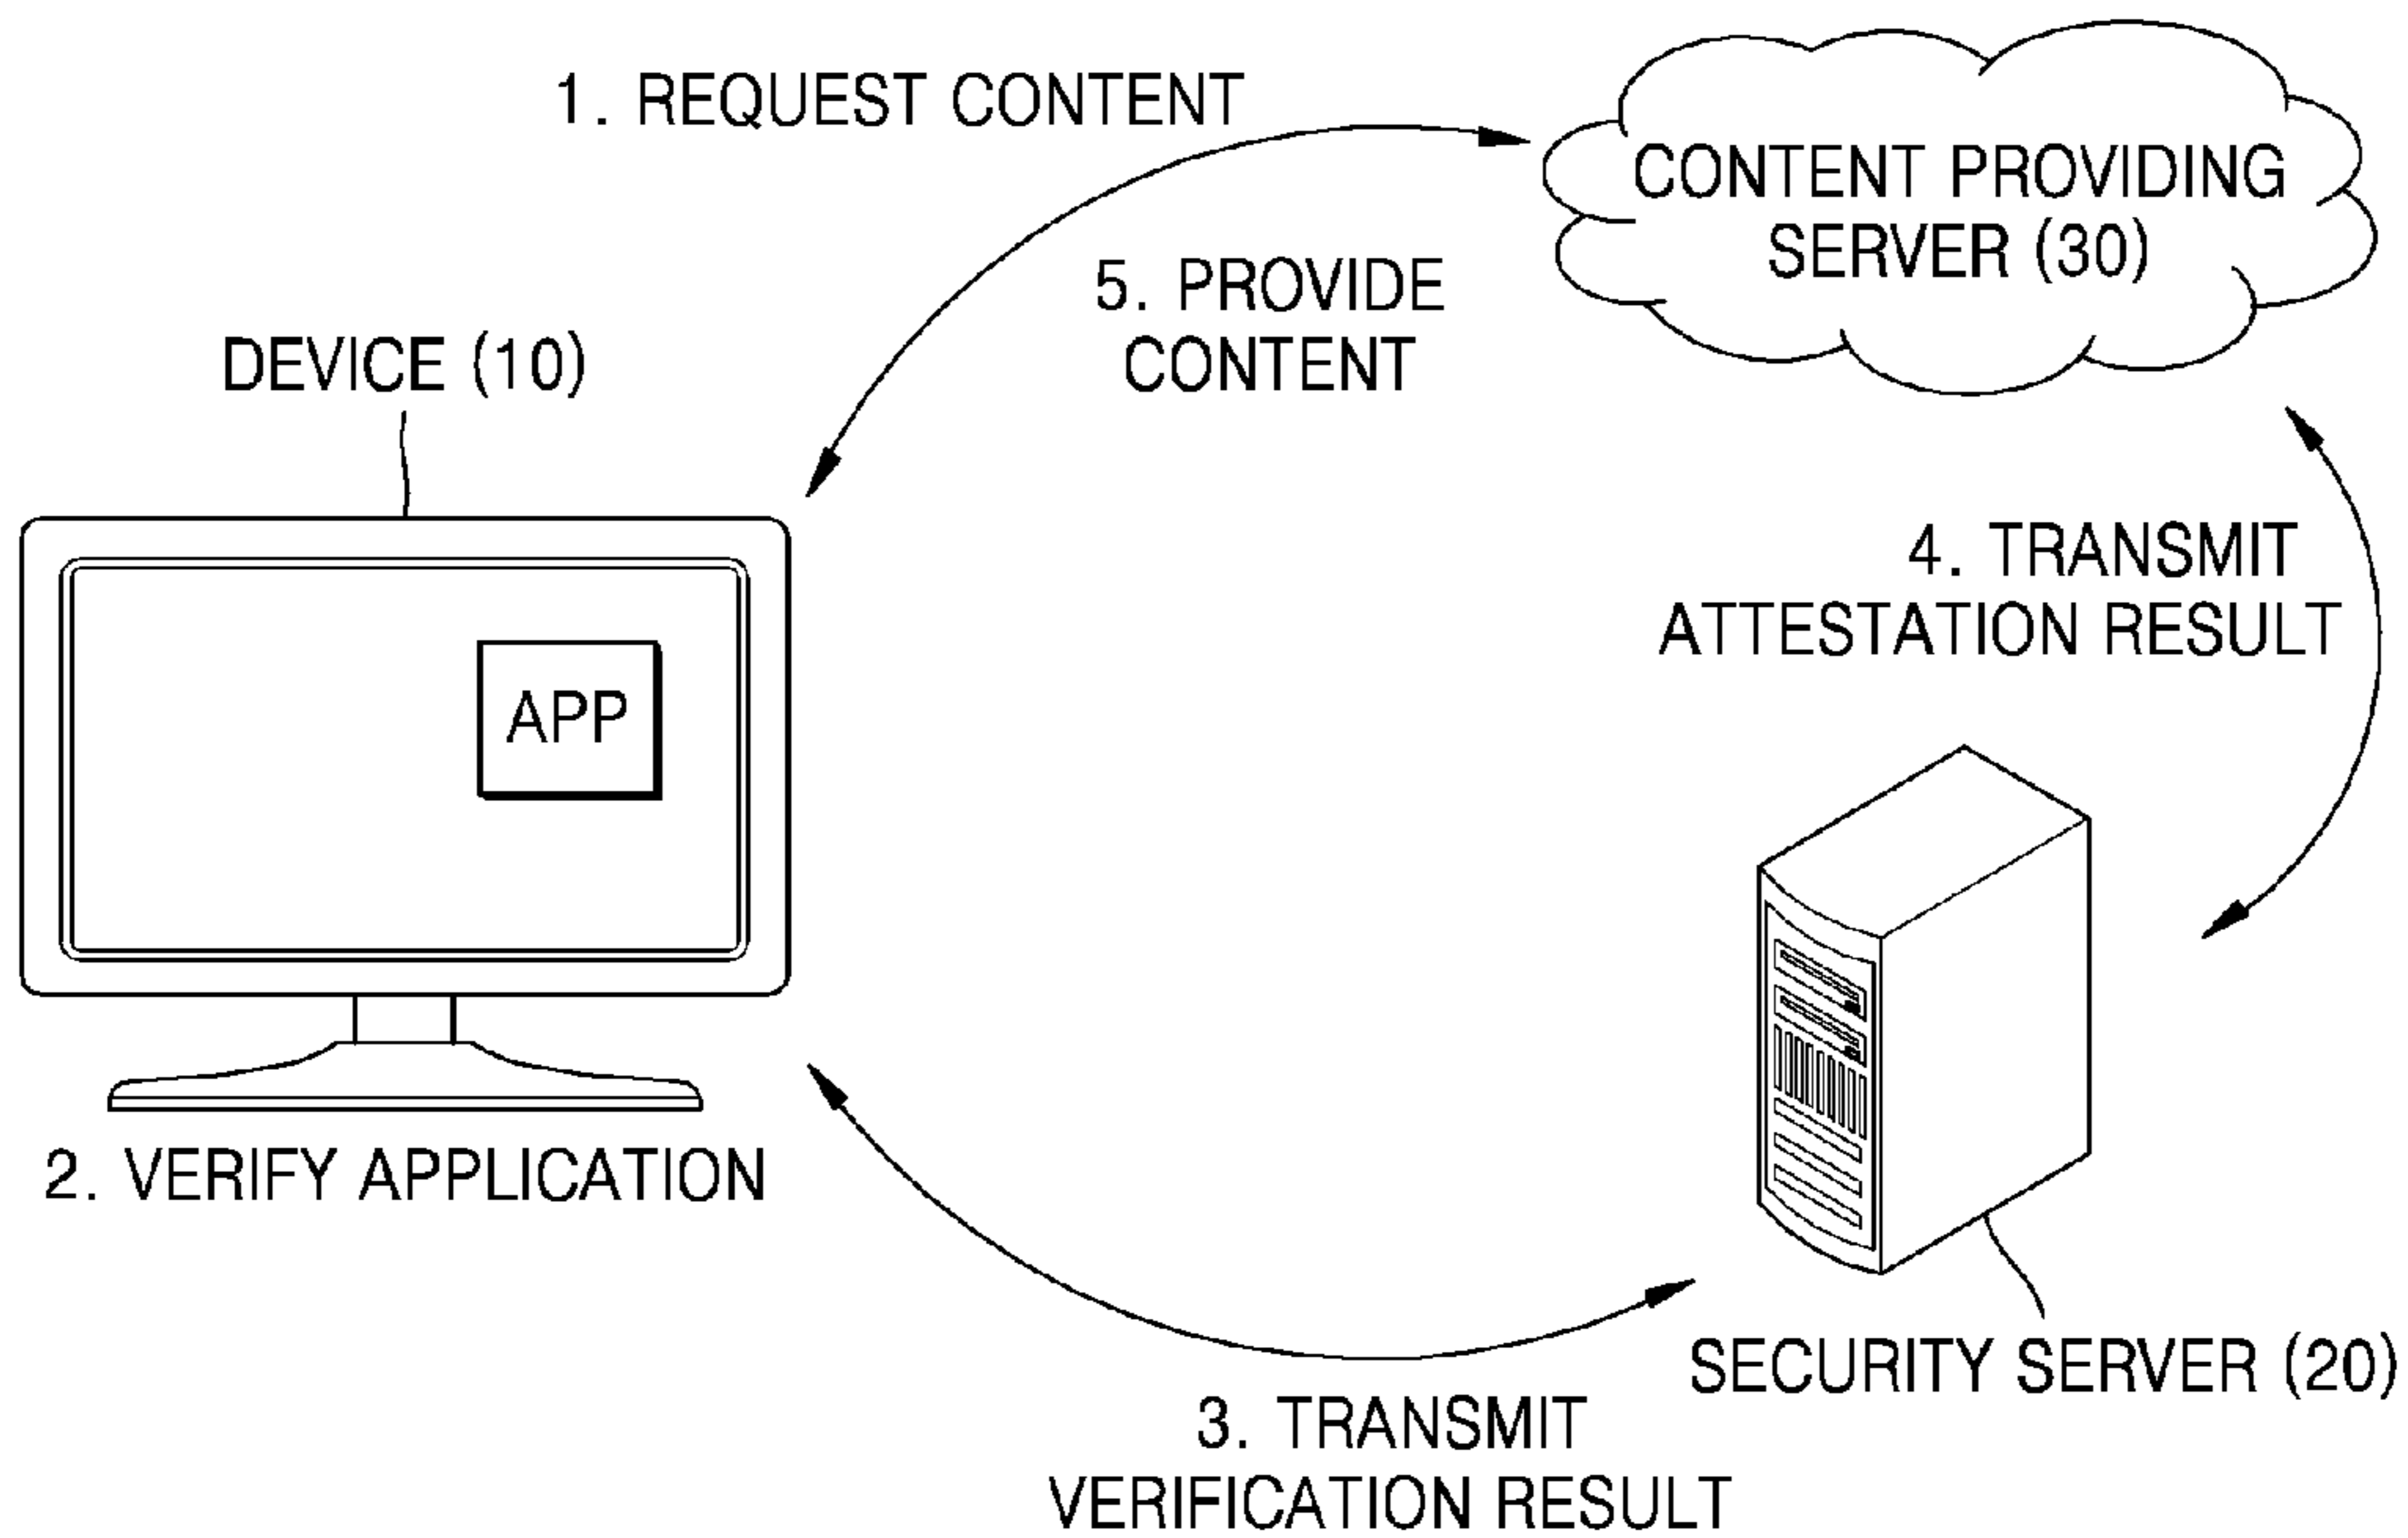 1. REQUEST CONTENT
CONTENT PROVIDING
SERVER (30)
5. PROVIDE
CONTENT
DEVICE (10)
4. TRANSMIT
ATTESTATION RESULT
APP
2. VERIFY APPLICATION
SECURITY SERVER (20)
3. TRANSMIT
VERIFICATION RESULT